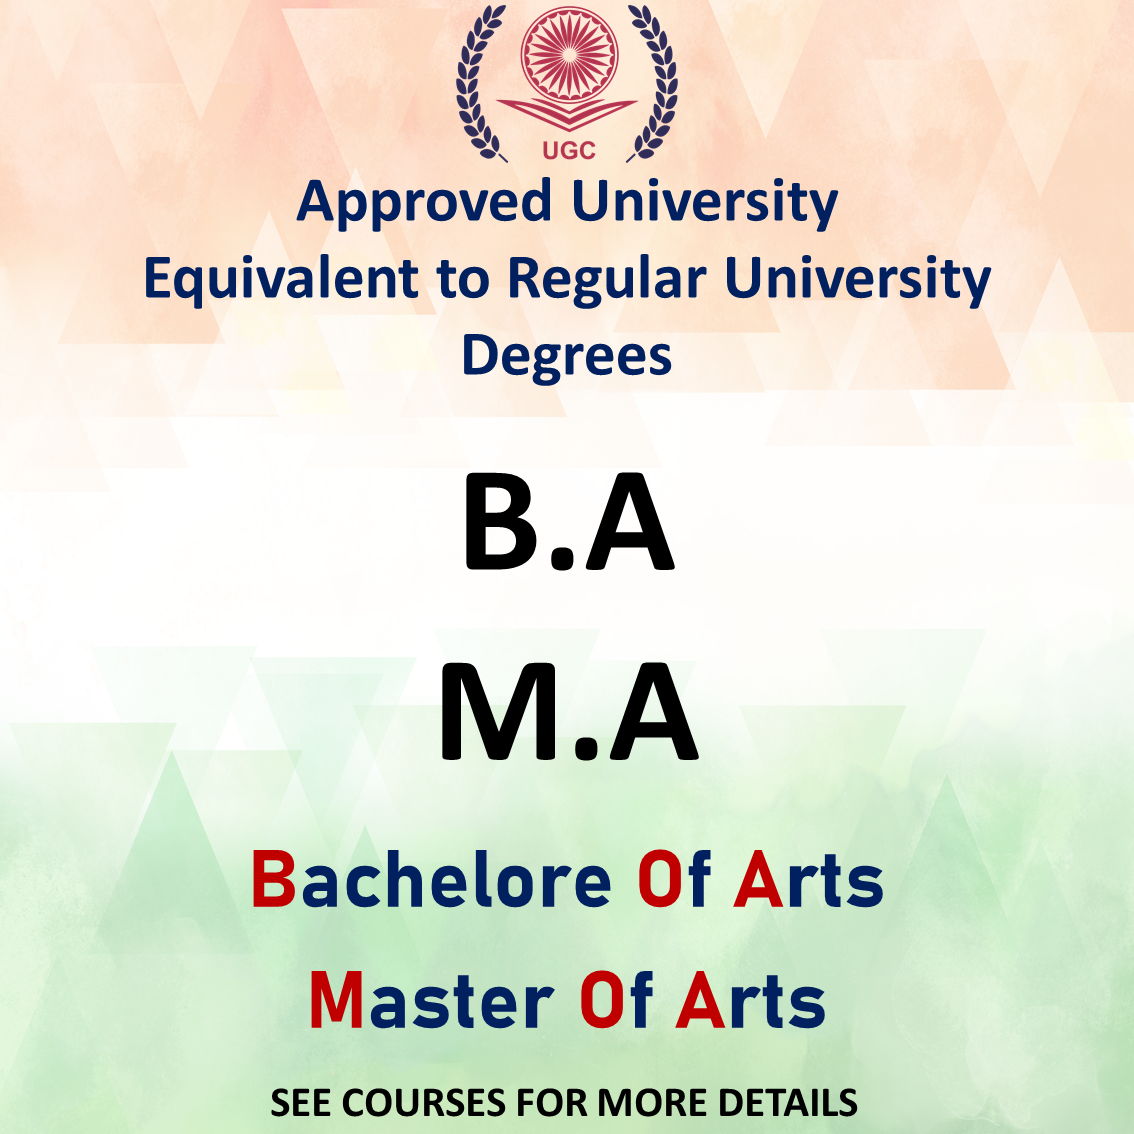 UGC
Approved University
Equivalent to Regular University
Degrees
B.A
M.A
Bachelore Of Arts
Master Of Arts
SEE COURSES FOR MORE DETAILS